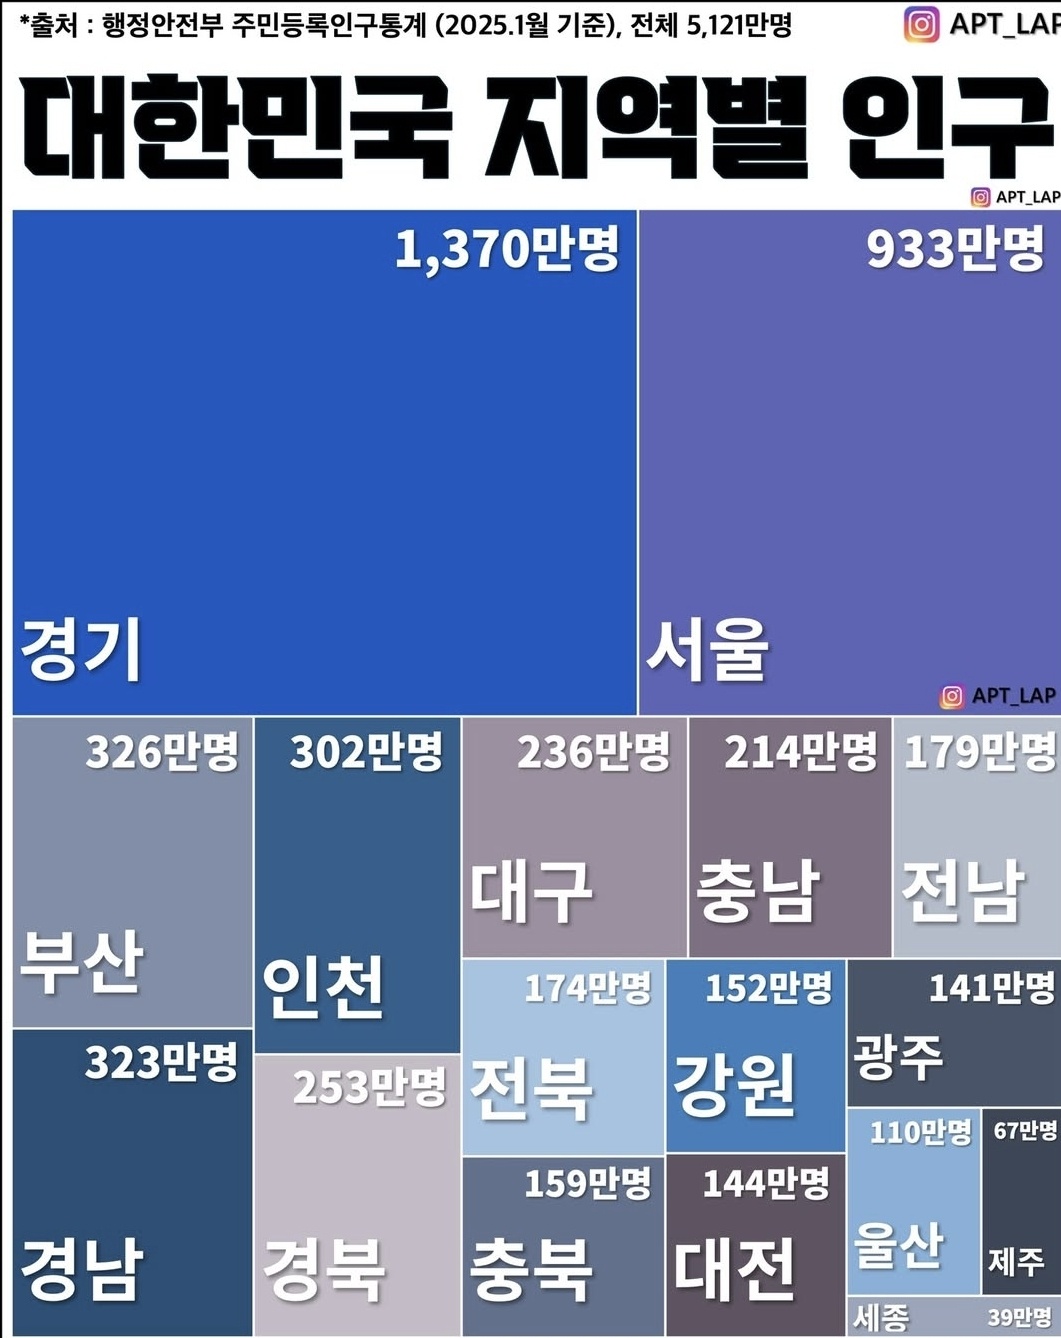 *출처 : 행정안전부 주민등록인구통계 (2025.1월 기준), 전체 5,121만명
APT_LAP
대한민국 지역별 인구
APT_LAP
1,370만명
경기
933만명
서울
APT_LAP
326만명
부산
302만명
인천
236만명
대구
214만명
충남
179만명
전남
323만명
경남
253만명
경북
174만명
전북
152만명
강원
141만명
광주
159만명
충북
144만명
대전
110만명
울산
67만명
제주
세종 39만명